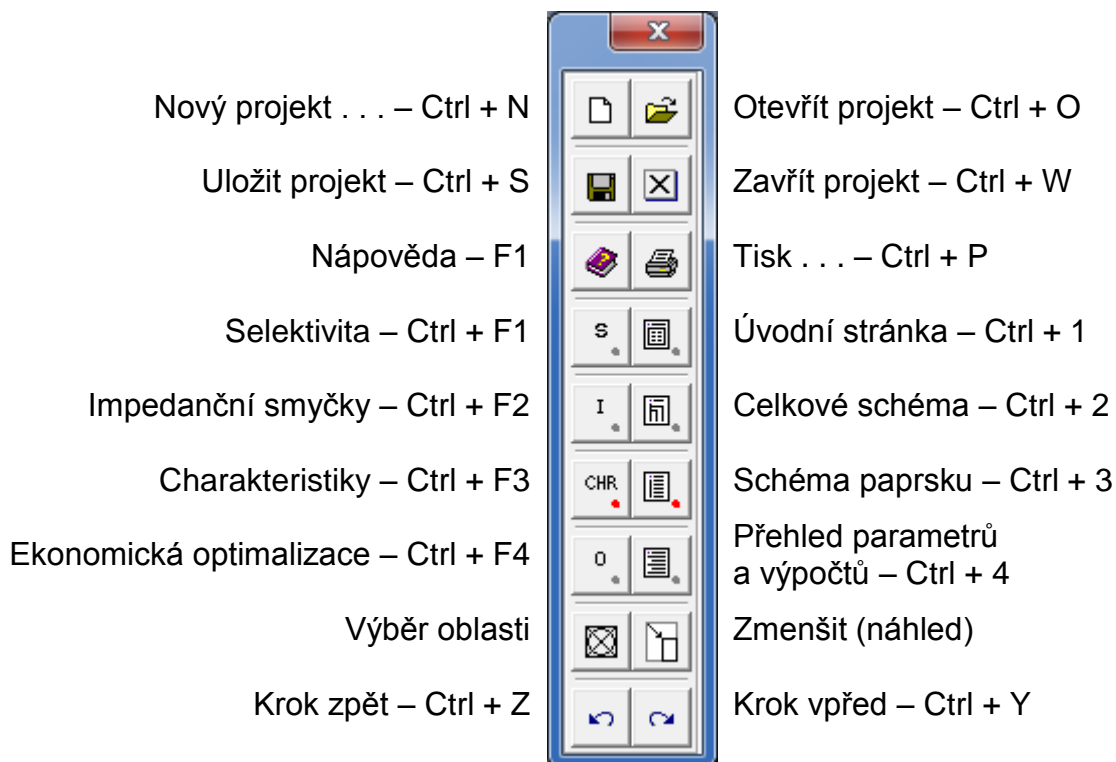 Nový projekt . . . – Ctrl + N
Otevřít projekt – Ctrl + O
Uložit projekt – Ctrl + S
Zavřít projekt – Ctrl + W
Nápověda – F1
?
Tisk . . . – Ctrl + P
Selektivita – Ctrl + F1
S
Úvodní stránka – Ctrl + 1
Impedanční smyčky – Ctrl + F2
I
Celkové schéma – Ctrl + 2
Charakteristiky – Ctrl + F3
CHR
Schéma paprsku – Ctrl + 3
Ekonomická optimalizace – Ctrl + F4
O
Přehled parametrů
a výpočtů – Ctrl + 4
Výběr oblasti
Zmenšit (náhled)
Krok zpět – Ctrl + Z
Krok vpřed – Ctrl + Y